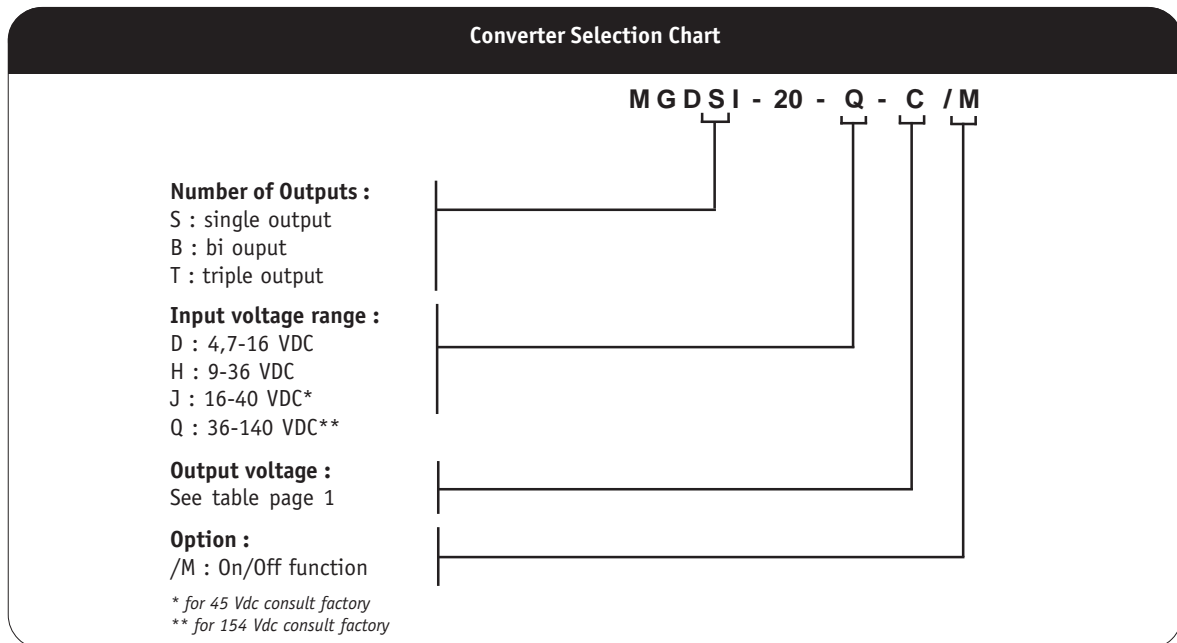 Converter Selection Chart
M G D S I - 20 - Q - C / M
Number of Outputs :
S : single output
B : bi ouput
T : triple output
Input voltage range :
D : 4,7-16 VDC
H : 9-36 VDC
J : 16-40 VDC*
Q : 36-140 VDC**
Output voltage :
See table page 1
Option :
/M : On/Off function
* for 45 Vdc consult factory
** for 154 Vdc consult factory